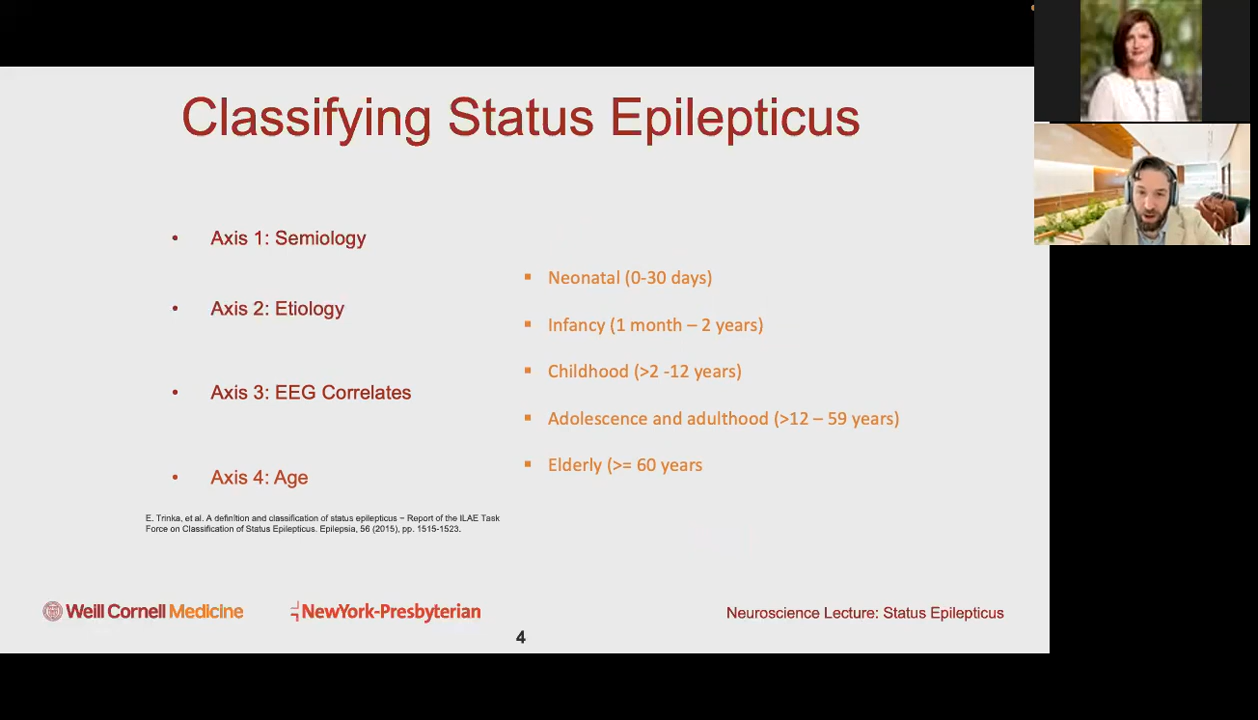 Classifying Status Epilepticus
• Axis 1: Semiology
• Axis 2: Etiology
• Axis 3: EEG Correlates
• Axis 4: Age
▪ Neonatal (0-30 days)
▪ Infancy (1 month – 2 years)
▪ Childhood (>2 -12 years)
▪ Adolescence and adulthood (>12 – 59 years)
▪ Elderly (>= 60 years
E. Trinka, et al. A definition and classification of status epilepticus – Report of the ILAE Task
Force on Classification of Status Epilepticus. Epilepsia, 56 (2015), pp. 1515-1523.
Weill Cornell Medicine
NewYork-Presbyterian
Neuroscience Lecture: Status Epilepticus
4